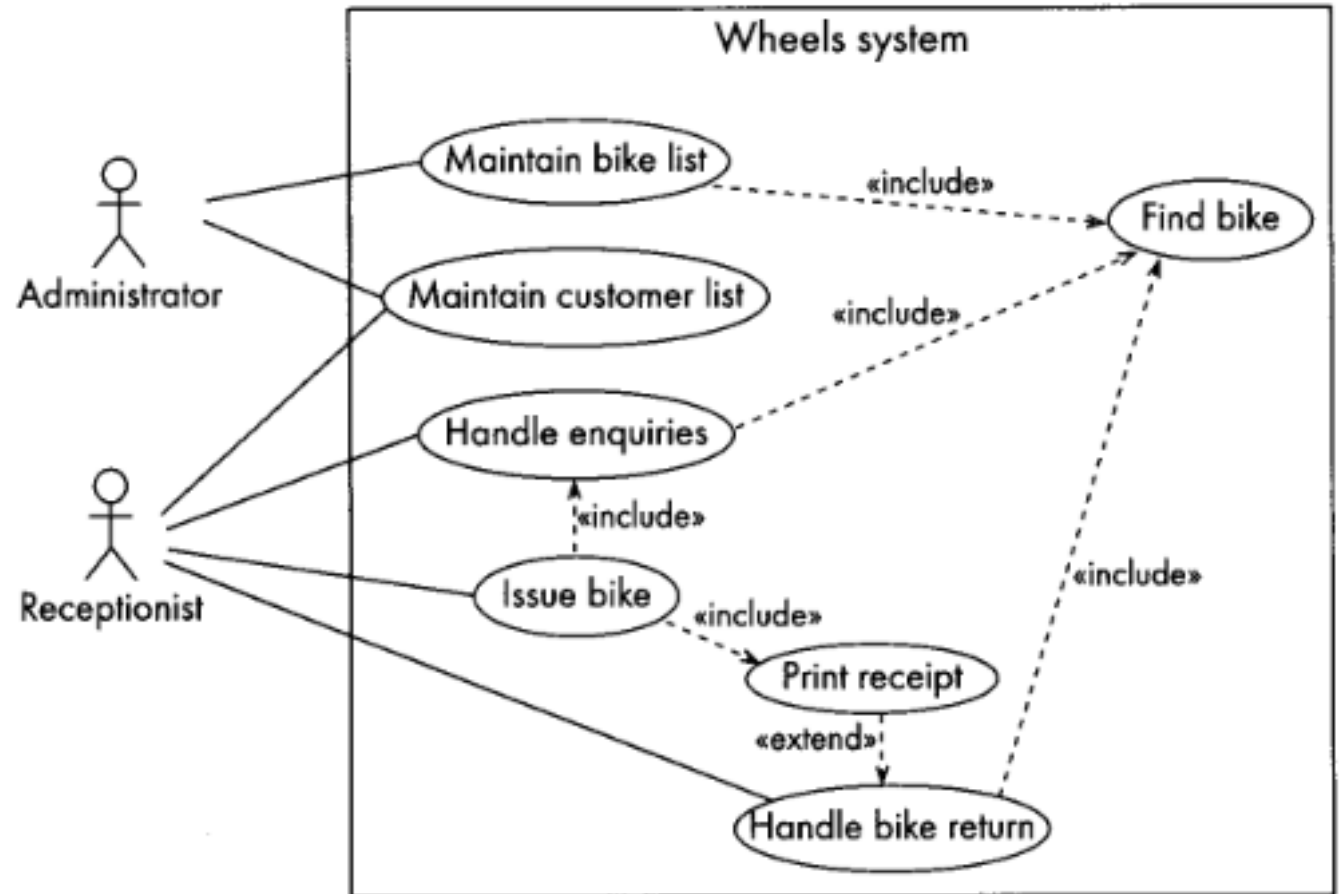 Wheels system
Maintain bike list
«include»
Find bike
Administrator
Maintain customer list
«include»
Handle enquiries
«include»
Receptionist
Issue bike
«include»
«include»
Print receipt
«extend»
Handle bike return